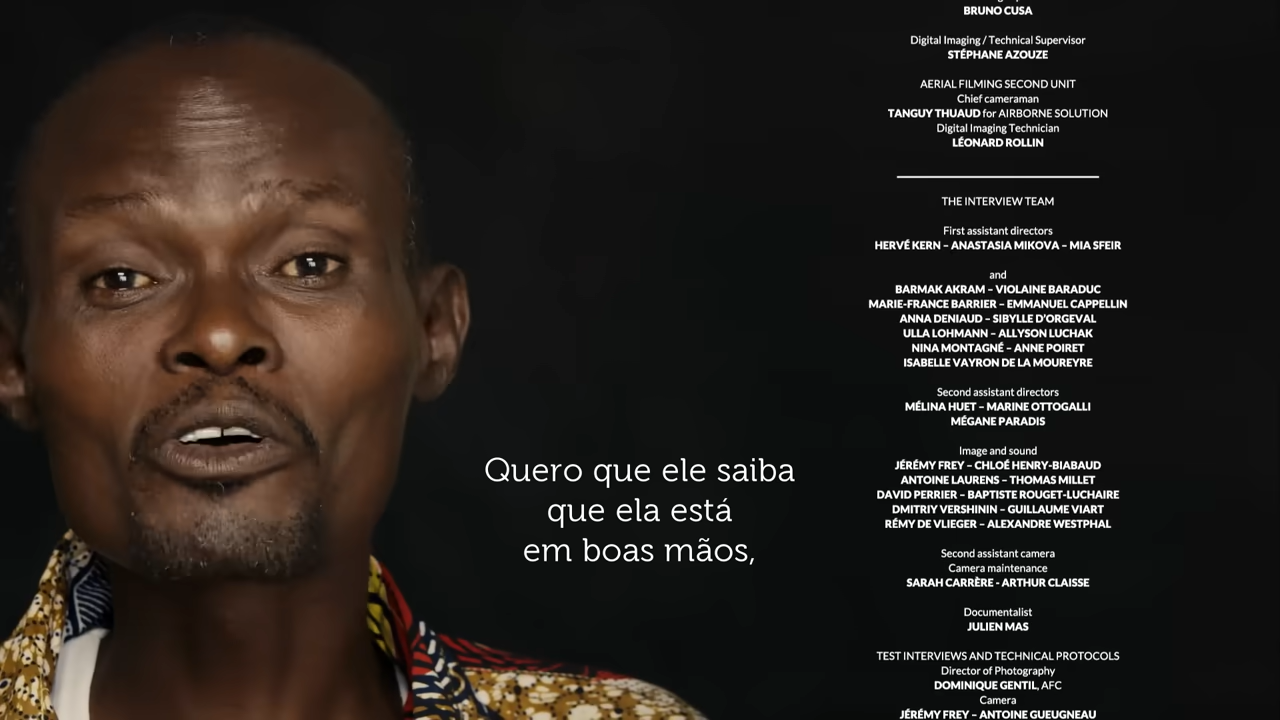 Quero que ele saiba
que ela está
em boas mãos,
BRUNO CUSA
Digital Imaging / Technical Supervisor
STÉPHANE AZOUZE
AERIAL FILMING SECOND UNIT
Chief cameraman
TANGUY THUAUD for AIRBORNE SOLUTION
Digital Imaging Technician
LÉONARD ROLLIN
THE INTERVIEW TEAM
First assistant directors
HERVÉ KERN – ANASTASIA MIKOVA – MIA SFEIR
and
BARMAK AKRAM – VIOLAINE BARADUC
MARIE-FRANCE BARRIER – EMMANUEL CAPPELLIN
ANNA DENIAUD – SIBYLLE D'ORGEVAL
ULLA LOHMANN – ALLYSON LUCHAK
NINA MONTAGNÉ – ANNE POIRET
ISABELLE VAYRON DE LA MOUREYRE
Second assistant directors
MÉLINA HUET – MARINE OTTOGALLI
MÉGANE PARADIS
Image and sound
JÉRÉMY FREY – CHLOÉ HENRY-BIABAUD
ANTOINE LAURENS – THOMAS MILLET
DAVID PERRIER – BAPTISTE ROUGET-LUCHAIRE
DMITRIY VERSHININ – GUILLAUME VIART
RÉMY DE VLIEGER – ALEXANDRE WESTPHAL
Second assistant camera
Camera maintenance
SARAH CARRÈRE - ARTHUR CLAISSE
Documentalist
JULIEN MAS
TEST INTERVIEWS AND TECHNICAL PROTOCOLS
Director of Photography
DOMINIQUE GENTIL, AFC
Camera
JÉRÉMY FREY – ANTOINE GUEUGNEAU